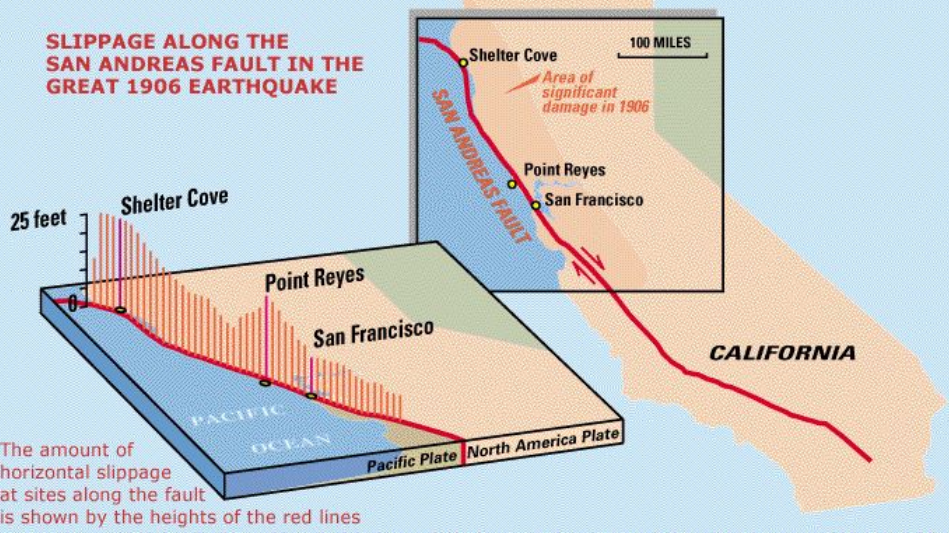 SLIPPAGE ALONG THE
SAN ANDREAS FAULT IN THE
GREAT 1906 EARTHQUAKE
100 MILES
Shelter Cove
Area of
significant
damage in 1906
SAN ANDREAS FAULT
Point Reyes
San Francisco
25 feet
Shelter Cove
0
Point Reyes
San Francisco
CALIFORNIA
PACIFIC
OCEAN
Pacific Plate
North America Plate
The amount of
horizontal slippage
at sites along the fault
is shown by the heights of the red lines